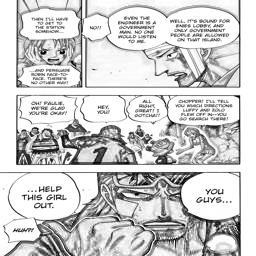 WELL, IT'S BOUND FOR
ENIES LOBBY, AND ONLY
GOVERNMENT PEOPLE
ARE ALLOWED
ON THAT ISLAND.
EVEN THE
ENGINEER IS A
GOVERNMENT
MAN. NO ONE
WOULD LISTEN
TO ME.
NO!!
THEN I'LL
HAVE TO
GET TO THE
STATION
SOMEHOW...
...AND PERSUADE
ROBIN FACE-TO-
FACE. THERE'S
NO OTHER WAY!
CHOPPER! I'LL TELL
YOU WHICH DIRECTIONS
LUFFY AND ZOLO
FLEW OFF IN--YOU
GO SEARCH THERE!
ALL
RIGHT,
GREAT! I
GOTCHA!!
HEY,
YOU!
OH! PAULIE,
WE'RE GLAD
YOU'RE OKAY!
YOU
GUYS...
...HELP
THIS GIRL
OUT.
HUH?!